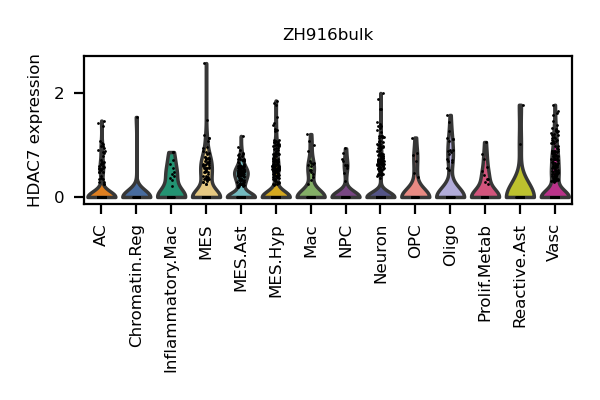 ZH916bulk
HDAC7 expression
2
0
AC
Chromatin.Reg
Inflammatory.Mac
MES
MES.Ast
MES.Hyp
Mac
NPC
Neuron
OPC
Oligo
Prolif.Metab
Reactive.Ast
Vasc